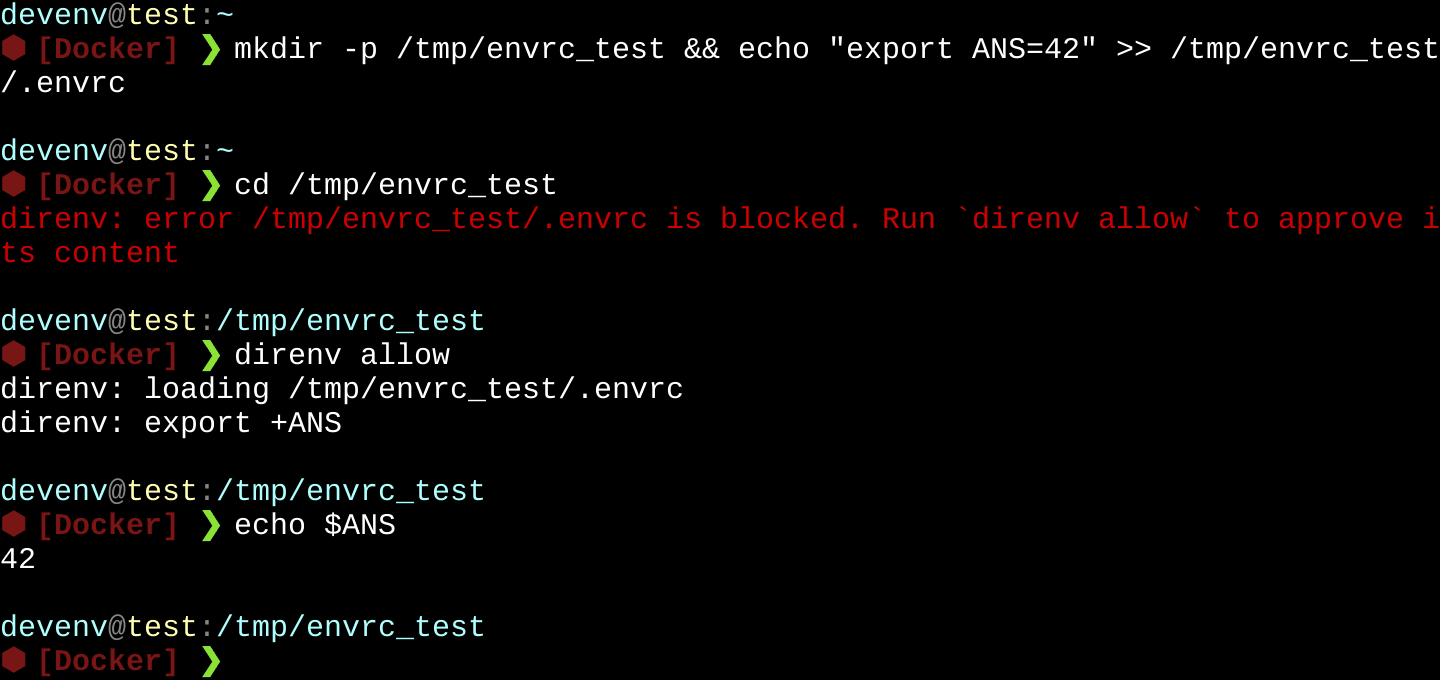 devenv@test:~
[Docker] ❯ mkdir -p /tmp/envrc_test && echo "export ANS=42" >> /tmp/envrc_test
/.envrc
devenv@test:~
[Docker] ❯ cd /tmp/envrc_test
direnv: error /tmp/envrc_test/.envrc is blocked. Run `direnv allow` to approve i
ts content
devenv@test:/tmp/envrc_test
[Docker] ❯ direnv allow
direnv: loading /tmp/envrc_test/.envrc
direnv: export +ANS
devenv@test:/tmp/envrc_test
[Docker] ❯ echo $ANS
42
devenv@test:/tmp/envrc_test
[Docker] ❯